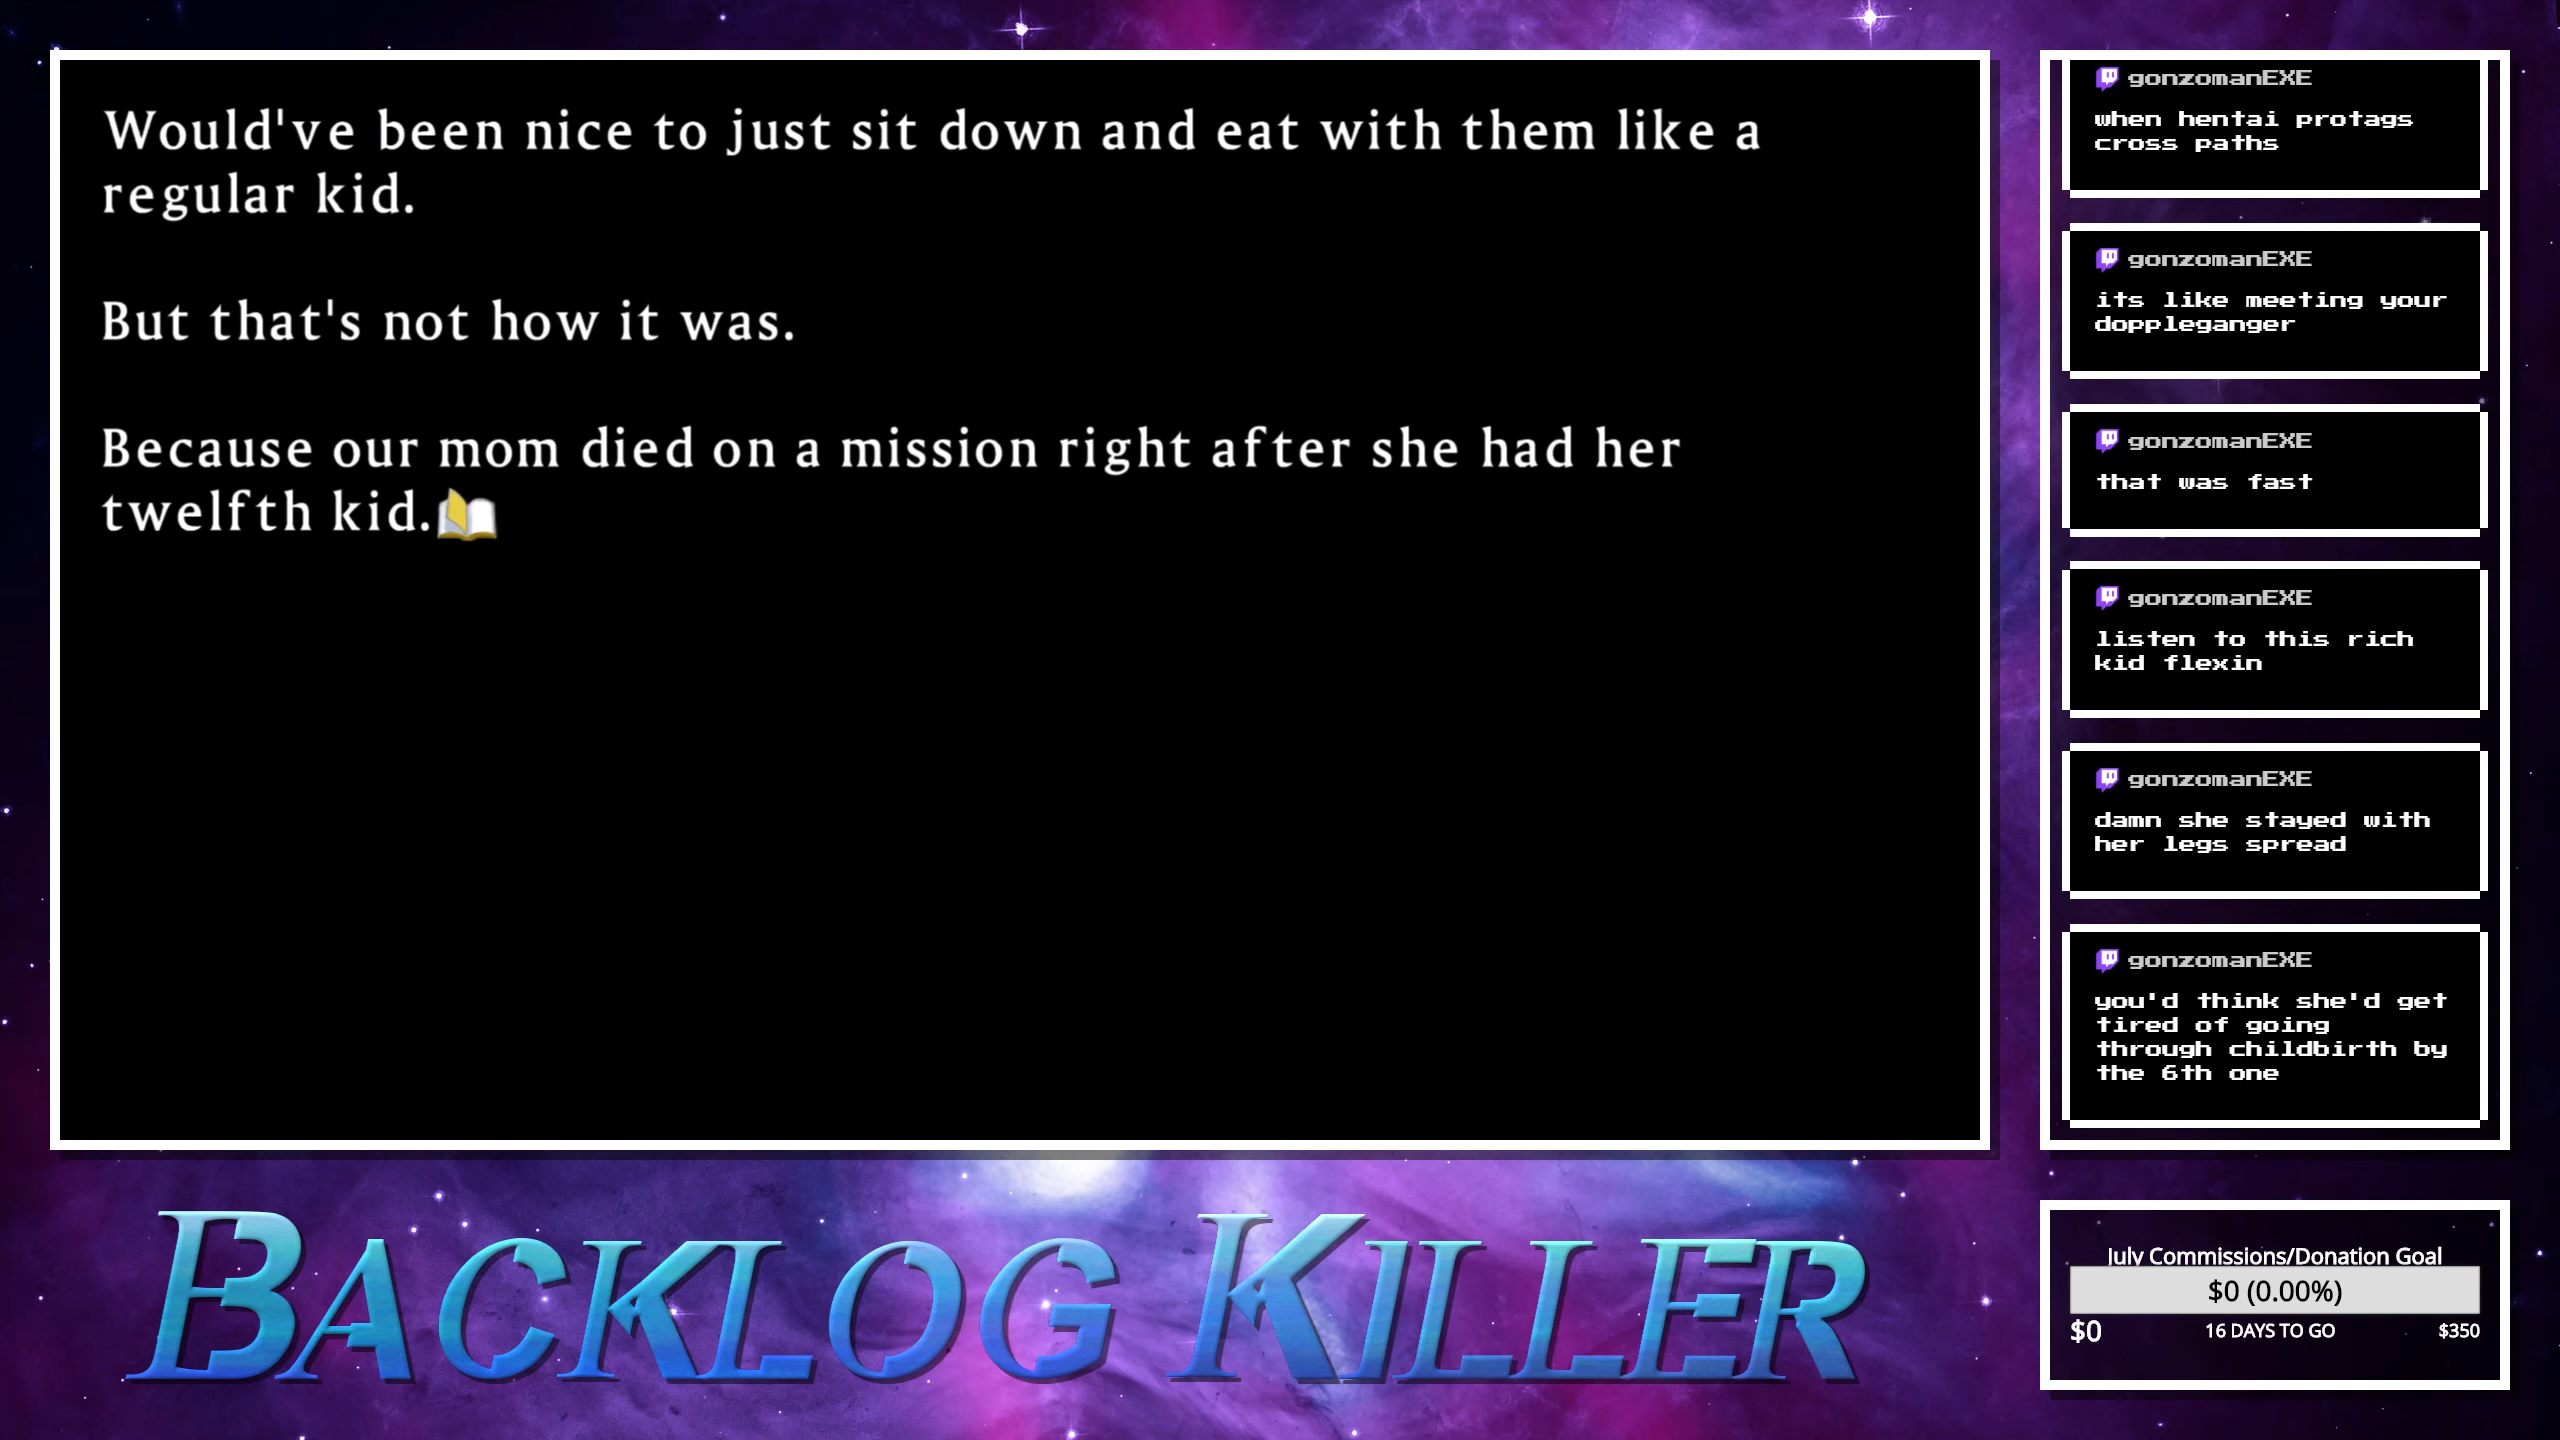 Would've been nice to just sit down and eat with them like a
regular kid.
But that's not how it was.
Because our mom died on a mission right after she had her
twelfth kid.
gonzomanEXE
when hentai protags
cross paths
gonzomanEXE
its like meeting your
doppleganger
gonzomanEXE
that was fast
gonzomanEXE
listen to this rich
kid flexin
gonzomanEXE
damn she stayed with
her legs spread
gonzomanEXE
you'd think she'd get
tired of going
through childbirth by
the 6th one
BACKLOG KILLER
July Commissions/Donation Goal
$0 (0.00%)
$0 16 DAYS TO GO $350